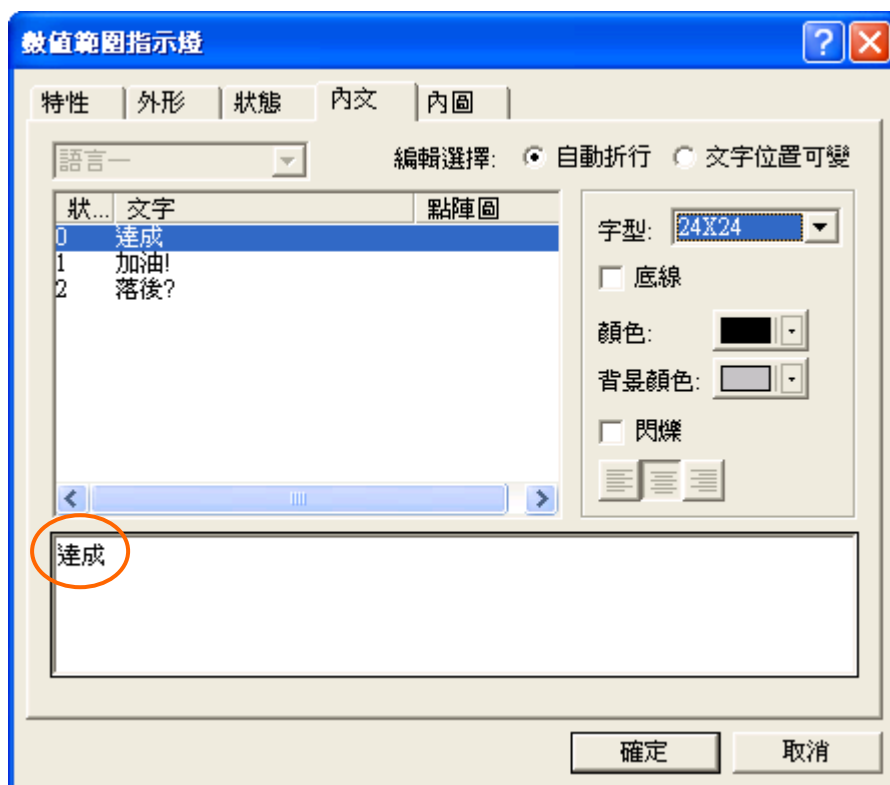 數值範圍指示燈
特性 外形 狀態 內文 內圖
語言一 編輯選擇: 自動折行 文字位置可變
狀... 文字 點陣圖
0 達成
1 加油!
2 落後?
字型: 24X24
底線
顏色:
背景顏色:
閃爍
達成
確定 取消